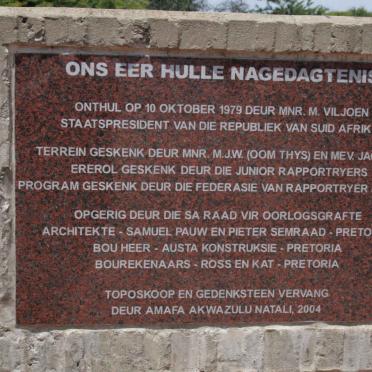 ONS EER HULLE NAGEDAGTENIS
ONTHUL OP 10 OKTOBER 1979 DEUR MNR. M. VILJOEN
STAATSPRESIDENT VAN DIE REPUBLIEK VAN SUID AFRI
TERREIN GESKENK DEUR MNR. M.J.W. (OOM THYS) EN MEV. JA
EREROL GESKENK DEUR DIE JUNIOR RAPPORTRYERS
PROGRAM GESKENK DEUR DIE FEDERASIE VAN RAPPORTRYER
OPGERIG DEUR DIE SA RAAD VIR OORLOGSGRAFTE
ARCHITEKTE - SAMUEL PAUW EN PIETER SEMRAAD - PRETO
BOU HEER - AUSTA KONSTRUKSIE - PRETORIA
BOUREKENAARS - ROSS EN KAT - PRETORIA
TOPOSKOOP EN GEDENKSTEEN VERVANG
DEUR AMAFA AKWAZULU NATALI, 2004